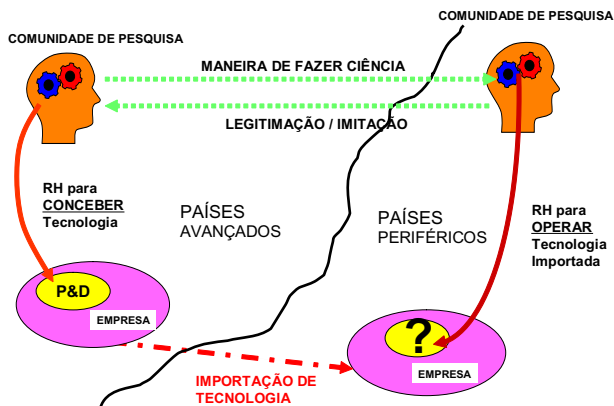 COMUNIDADE DE PESQUISA
COMUNIDADE DE PESQUISA
MANEIRA DE FAZER CIÊNCIA
LEGITIMAÇÃO / IMITAÇÃO
RH para
CONCEBER
Tecnologia
PAÍSES
AVANÇADOS
PAÍSES
PERIFÉRICOS
RH para
OPERAR
Tecnologia
Importada
P&D
EMPRESA
?
EMPRESA
IMPORTAÇÃO DE
TECNOLOGIA